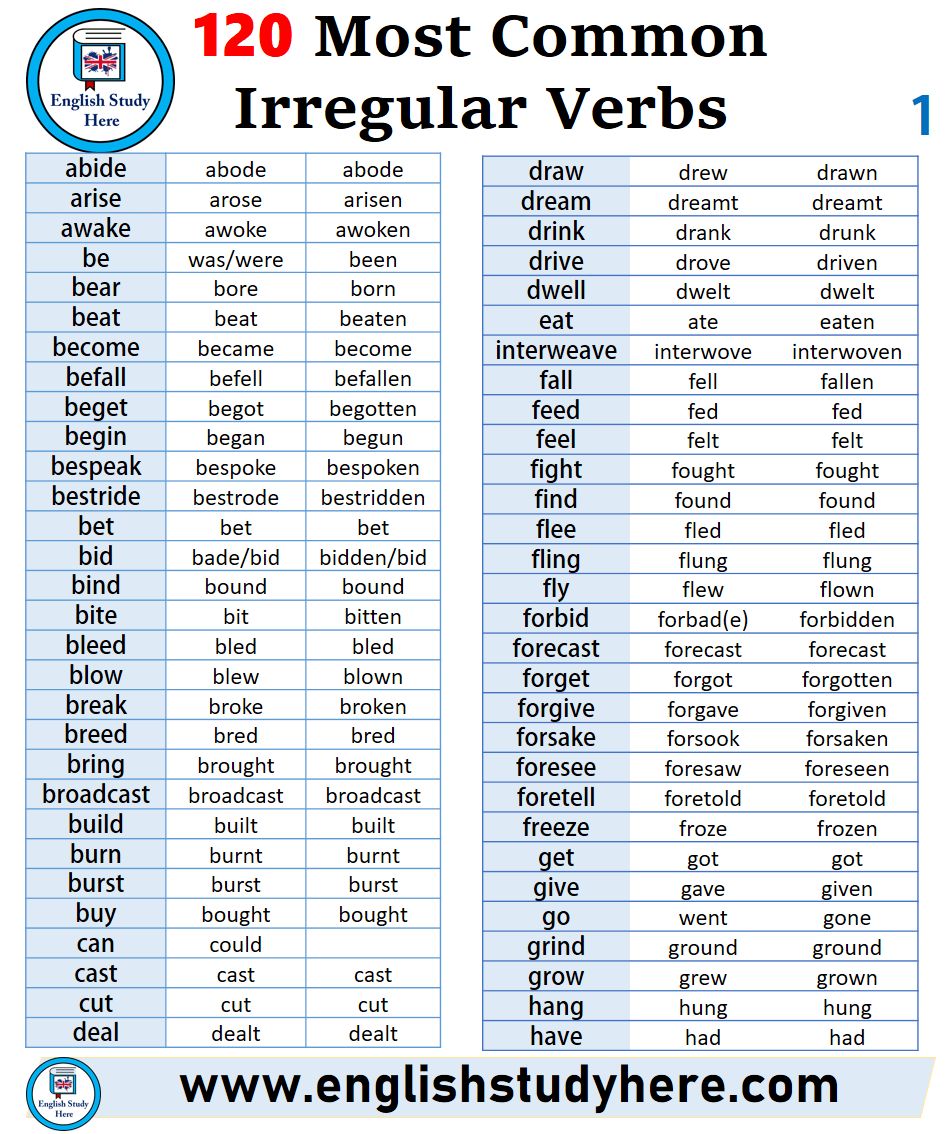 English Study
Here
120 Most Common
Irregular Verbs
1
abide abode abode
arise arose arisen
awake awoke awoken
be was/were been
bear bore born
beat beat beaten
become became become
befall befell befallen
beget begot begotten
begin began begun
bespeak bespoke bespoken
bestride bestrode bestridden
bet bet bet
bid bade/bid bidden/bid
bind bound bound
bite bit bitten
bleed bled bled
blow blew blown
break broke broken
breed bred bred
bring brought brought
broadcast broadcast broadcast
build built built
burn burnt burnt
burst burst burst
buy bought bought
can could
cast cast cast
cut cut cut
deal dealt dealt
draw drew drawn
dream dreamt dreamt
drink drank drunk
drive drove driven
dwell dwelt dwelt
eat ate eaten
interweave interwove interwoven
fall fell fallen
feed fed fed
feel felt felt
fight fought fought
find found found
flee fled fled
fling flung flung
fly flew flown
forbid forbad(e) forbidden
forecast forecast forecast
forget forgot forgotten
forgive forgave forgiven
forsake forsook forsaken
foresee foresaw foreseen
foretell foretold foretold
freeze froze frozen
get got got
give gave given
go went gone
grind ground ground
grow grew grown
hang hung hung
have had had
English Study
Here
www.englishstudyhere.com